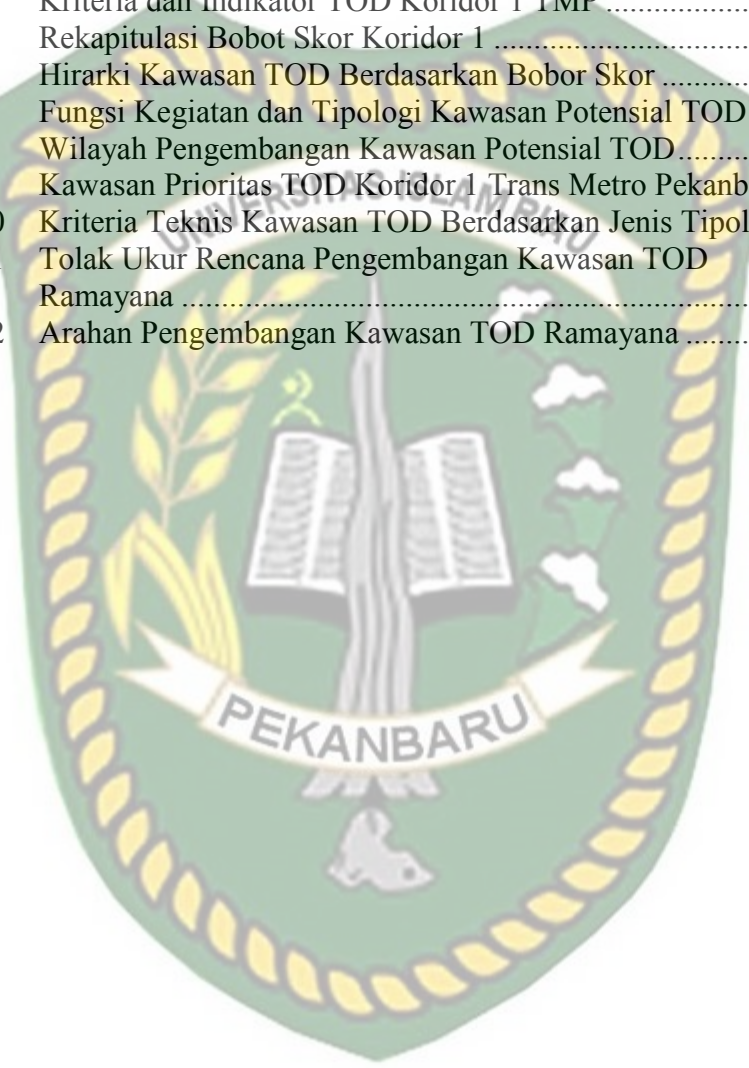 Kriteria dan Indikator TOD Koridor 1 TMP ........................
Rekapitulasi Bobot Skor Koridor 1 ..................................
Hirarki Kawasan TOD Berdasarkan Bobor Skor ............
Fungsi Kegiatan dan Tipologi Kawasan Potensial TOD
Wilayah Pengembangan Kawasan Potensial TOD.........
Kawasan Prioritas TOD Koridor 1 Trans Metro Pekanb
0 Kriteria Teknis Kawasan TOD Berdasarkan Jenis Tipol
Tolak Ukur Rencana Pengembangan Kawasan TOD
Ramayana ........................................................................
2 Arahan Pengembangan Kawasan TOD Ramayana ........
UNIVERSITAS ISLAM RIAU
PEKANBARU